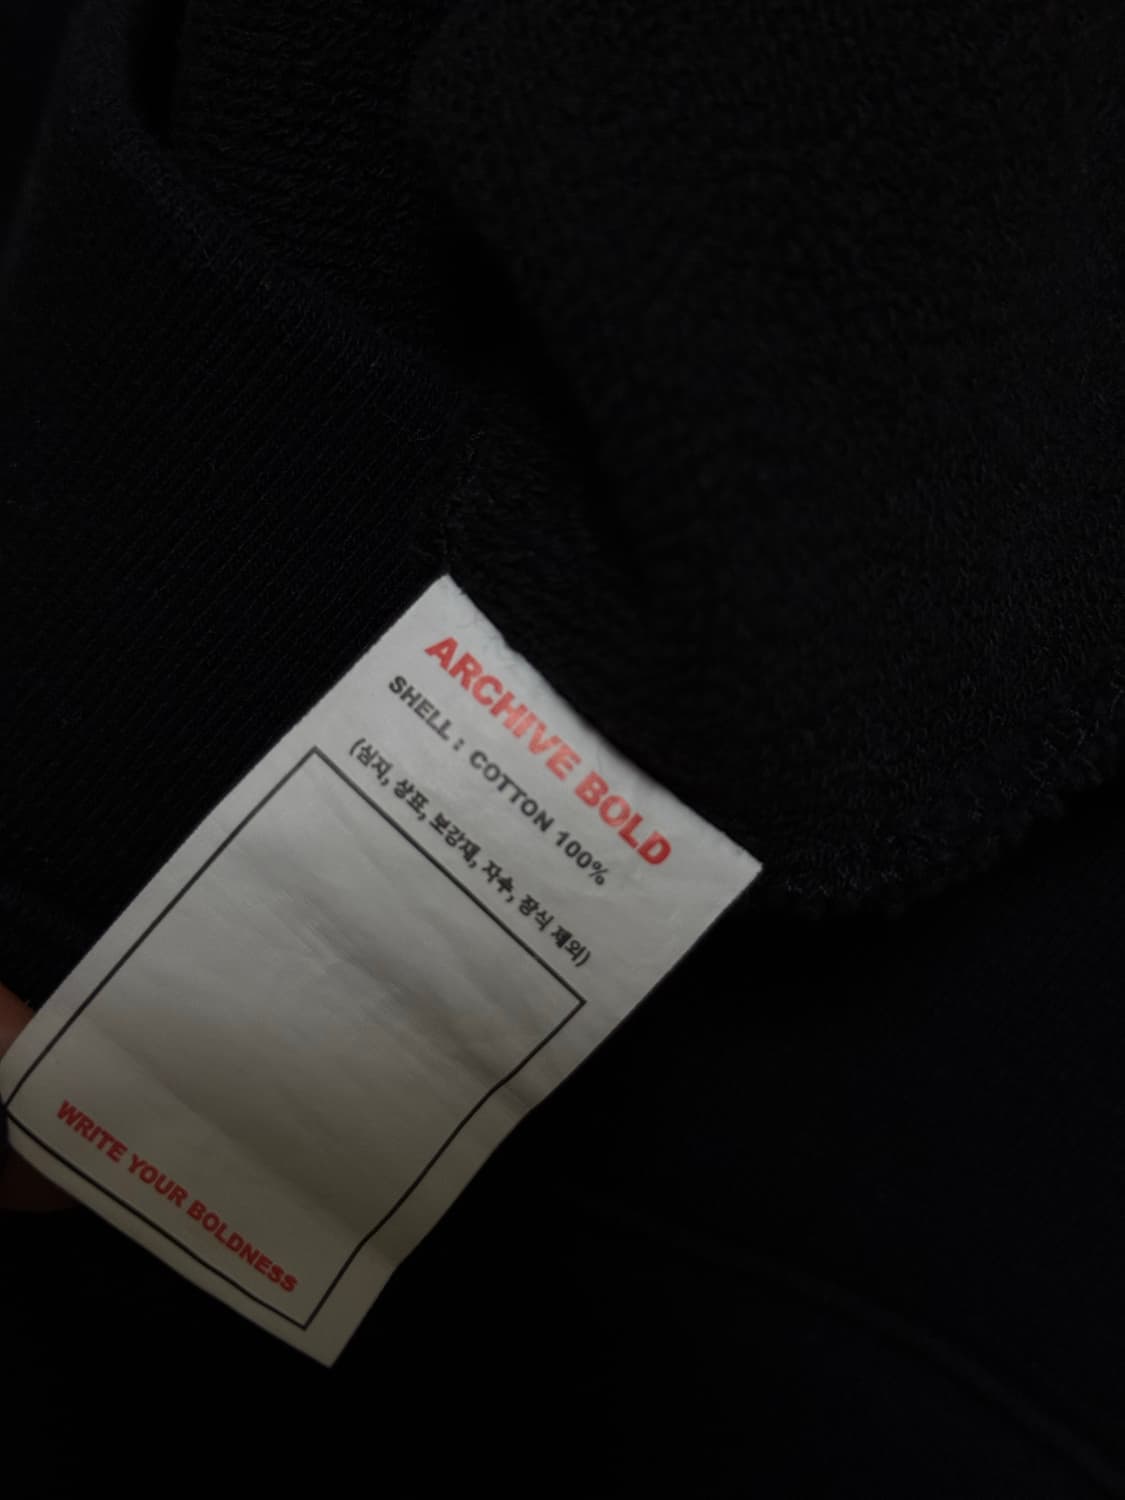 ARCHIVE BOLD
SHELL : COTTON 100%
(심지, 상표, 보강재, 자수, 장식 제외)
WRITE YOUR BOLDNESS